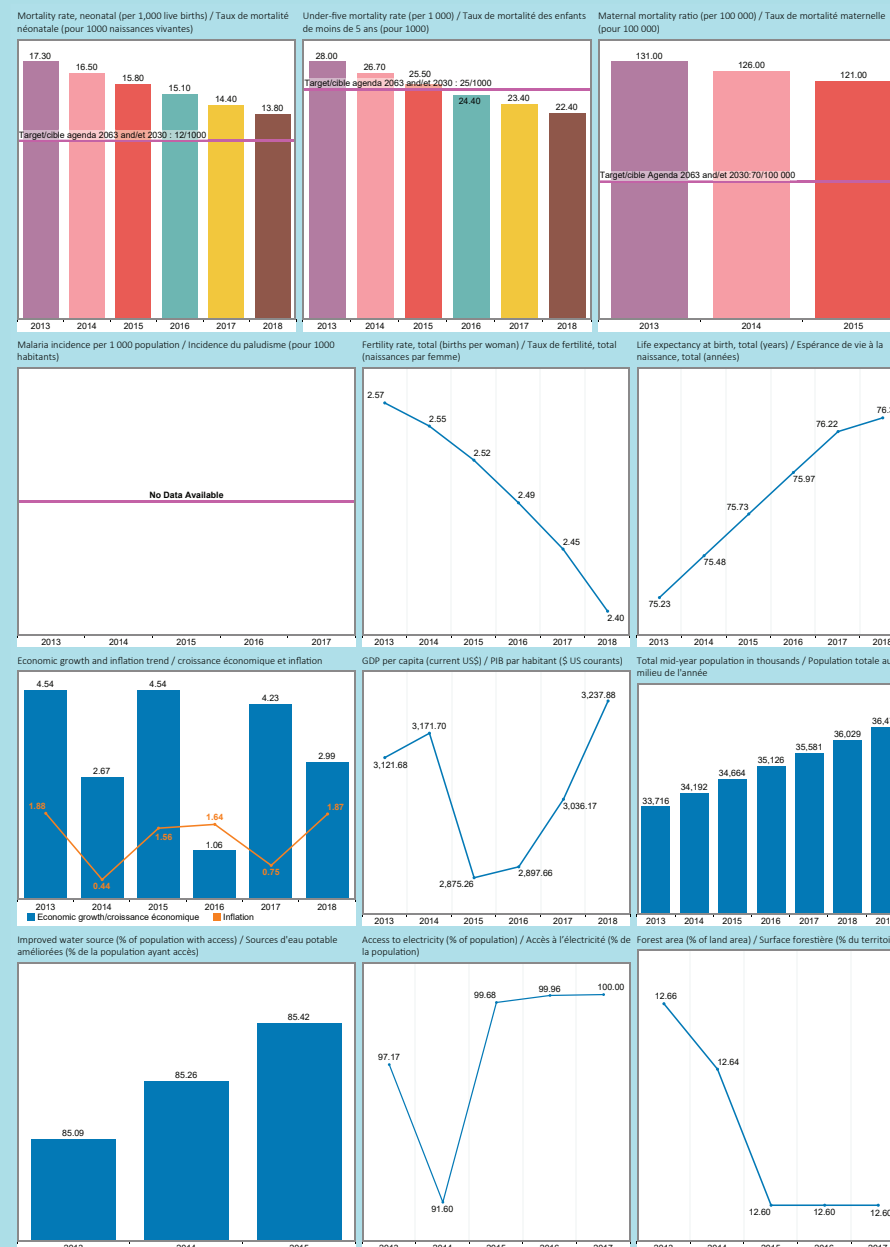 Mortality rate, neonatal (per 1,000 live births) / Taux de mortalité
néonatale (pour 1000 naissances vivantes)
17.30
16.50
15.80
15.10
14.40
13.80
Target/cible agenda 2063 and/et 2030 : 12/1000
2013 2014 2015 2016 2017 2018
Under-five mortality rate (per 1 000) / Taux de mortalité des enfants
de moins de 5 ans (pour 1000)
28.00
26.70
25.50
24.40
23.40
22.40
Target/cible agenda 2063 and/et 2030 : 25/1000
2013 2014 2015 2016 2017 2018
Maternal mortality ratio (per 100 000) / Taux de mortalité maternelle
(pour 100 000)
131.00
126.00
121.00
Target/cible Agenda 2063 and/et 2030:70/100 000
2013 2014 2015
Malaria incidence per 1 000 population / Incidence du paludisme (pour 1000
habitants)
No Data Available
2013 2014 2015 2016 2017
Fertility rate, total (births per woman) / Taux de fertilité, total
(naissances par femme)
2.57
2.55
2.52
2.49
2.45
2.40
2013 2014 2015 2016 2017 2018
Life expectancy at birth, total (years) / Espérance de vie à la
naissance, total (années)
75.23
75.48
75.73
75.97
76.22
76.
2013 2014 2015 2016 2017 2018
Economic growth and inflation trend / croissance économique et inflation
4.54
2.67
4.54
1.06
4.23
2.99
1.88
0.44
1.56
1.64
0.75
1.87
2013 2014 2015 2016 2017 2018
Economic growth/croissance économique Inflation
GDP per capita (current US$) / PIB par habitant ($ US courants)
3,121.68
3,171.70
2,875.26
2,897.66
3,036.17
3,237.88
2013 2014 2015 2016 2017 2018
Total mid-year population in thousands / Population totale au
milieu de l'année
33,716
34,192
34,664
35,126
35,581
36,029
36,4
2013 2014 2015 2016 2017 2018 201
Improved water source (% of population with access) / Sources d'eau potable
améliorées (% de la population ayant accès)
85.09
85.26
85.42
Access to electricity (% of population) / Accès à l'électricité (% de
la population)
97.17
91.60
99.68
99.96
100.00
Forest area (% of land area) / Surface forestière (% du territoi
12.66
12.64
12.60
12.60
12.60